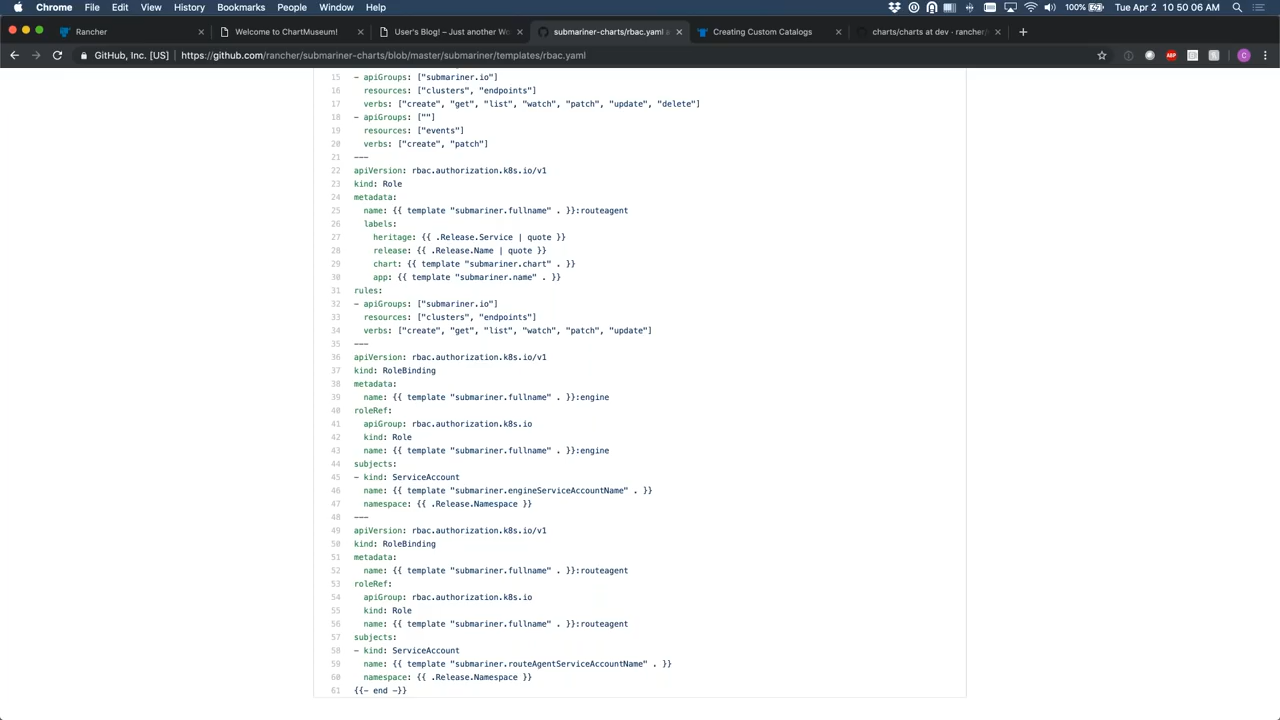 Chrome File Edit View History Bookmarks People Window Help 100% Tue Apr 2 10:50:06 AM
Rancher Welcome to ChartMuseum! User's Blog! – Just another Wo submariner-charts/rbac.yaml Creating Custom Catalogs charts/charts at dev · rancher/
GitHub, Inc. [US] https://github.com/rancher/submariner-charts/blob/master/submariner/templates/rbac.yaml
15 - apiGroups: ["submariner.io"]
16 resources: ["clusters", "endpoints"]
17 verbs: ["create", "get", "list", "watch", "patch", "update", "delete"]
18 - apiGroups: [""]
19 resources: ["events"]
20 verbs: ["create", "patch"]
21 ---
22 apiVersion: rbac.authorization.k8s.io/v1
23 kind: Role
24 metadata:
25 name: {{ template "submariner.fullname" . }}:routeagent
26 labels:
27 heritage: {{ .Release.Service | quote }}
28 release: {{ .Release.Name | quote }}
29 chart: {{ template "submariner.chart" . }}
30 app: {{ template "submariner.name" . }}
31 rules:
32 - apiGroups: ["submariner.io"]
33 resources: ["clusters", "endpoints"]
34 verbs: ["create", "get", "list", "watch", "patch", "update"]
35 ---
36 apiVersion: rbac.authorization.k8s.io/v1
37 kind: RoleBinding
38 metadata:
39 name: {{ template "submariner.fullname" . }}:engine
40 roleRef:
41 apiGroup: rbac.authorization.k8s.io
42 kind: Role
43 name: {{ template "submariner.fullname" . }}:engine
44 subjects:
45 - kind: ServiceAccount
46 name: {{ template "submariner.engineServiceAccountName" . }}
47 namespace: {{ .Release.Namespace }}
48 ---
49 apiVersion: rbac.authorization.k8s.io/v1
50 kind: RoleBinding
51 metadata:
52 name: {{ template "submariner.fullname" . }}:routeagent
53 roleRef:
54 apiGroup: rbac.authorization.k8s.io
55 kind: Role
56 name: {{ template "submariner.fullname" . }}:routeagent
57 subjects:
58 - kind: ServiceAccount
59 name: {{ template "submariner.routeAgentServiceAccountName" . }}
60 namespace: {{ .Release.Namespace }}
61 {{- end -}}